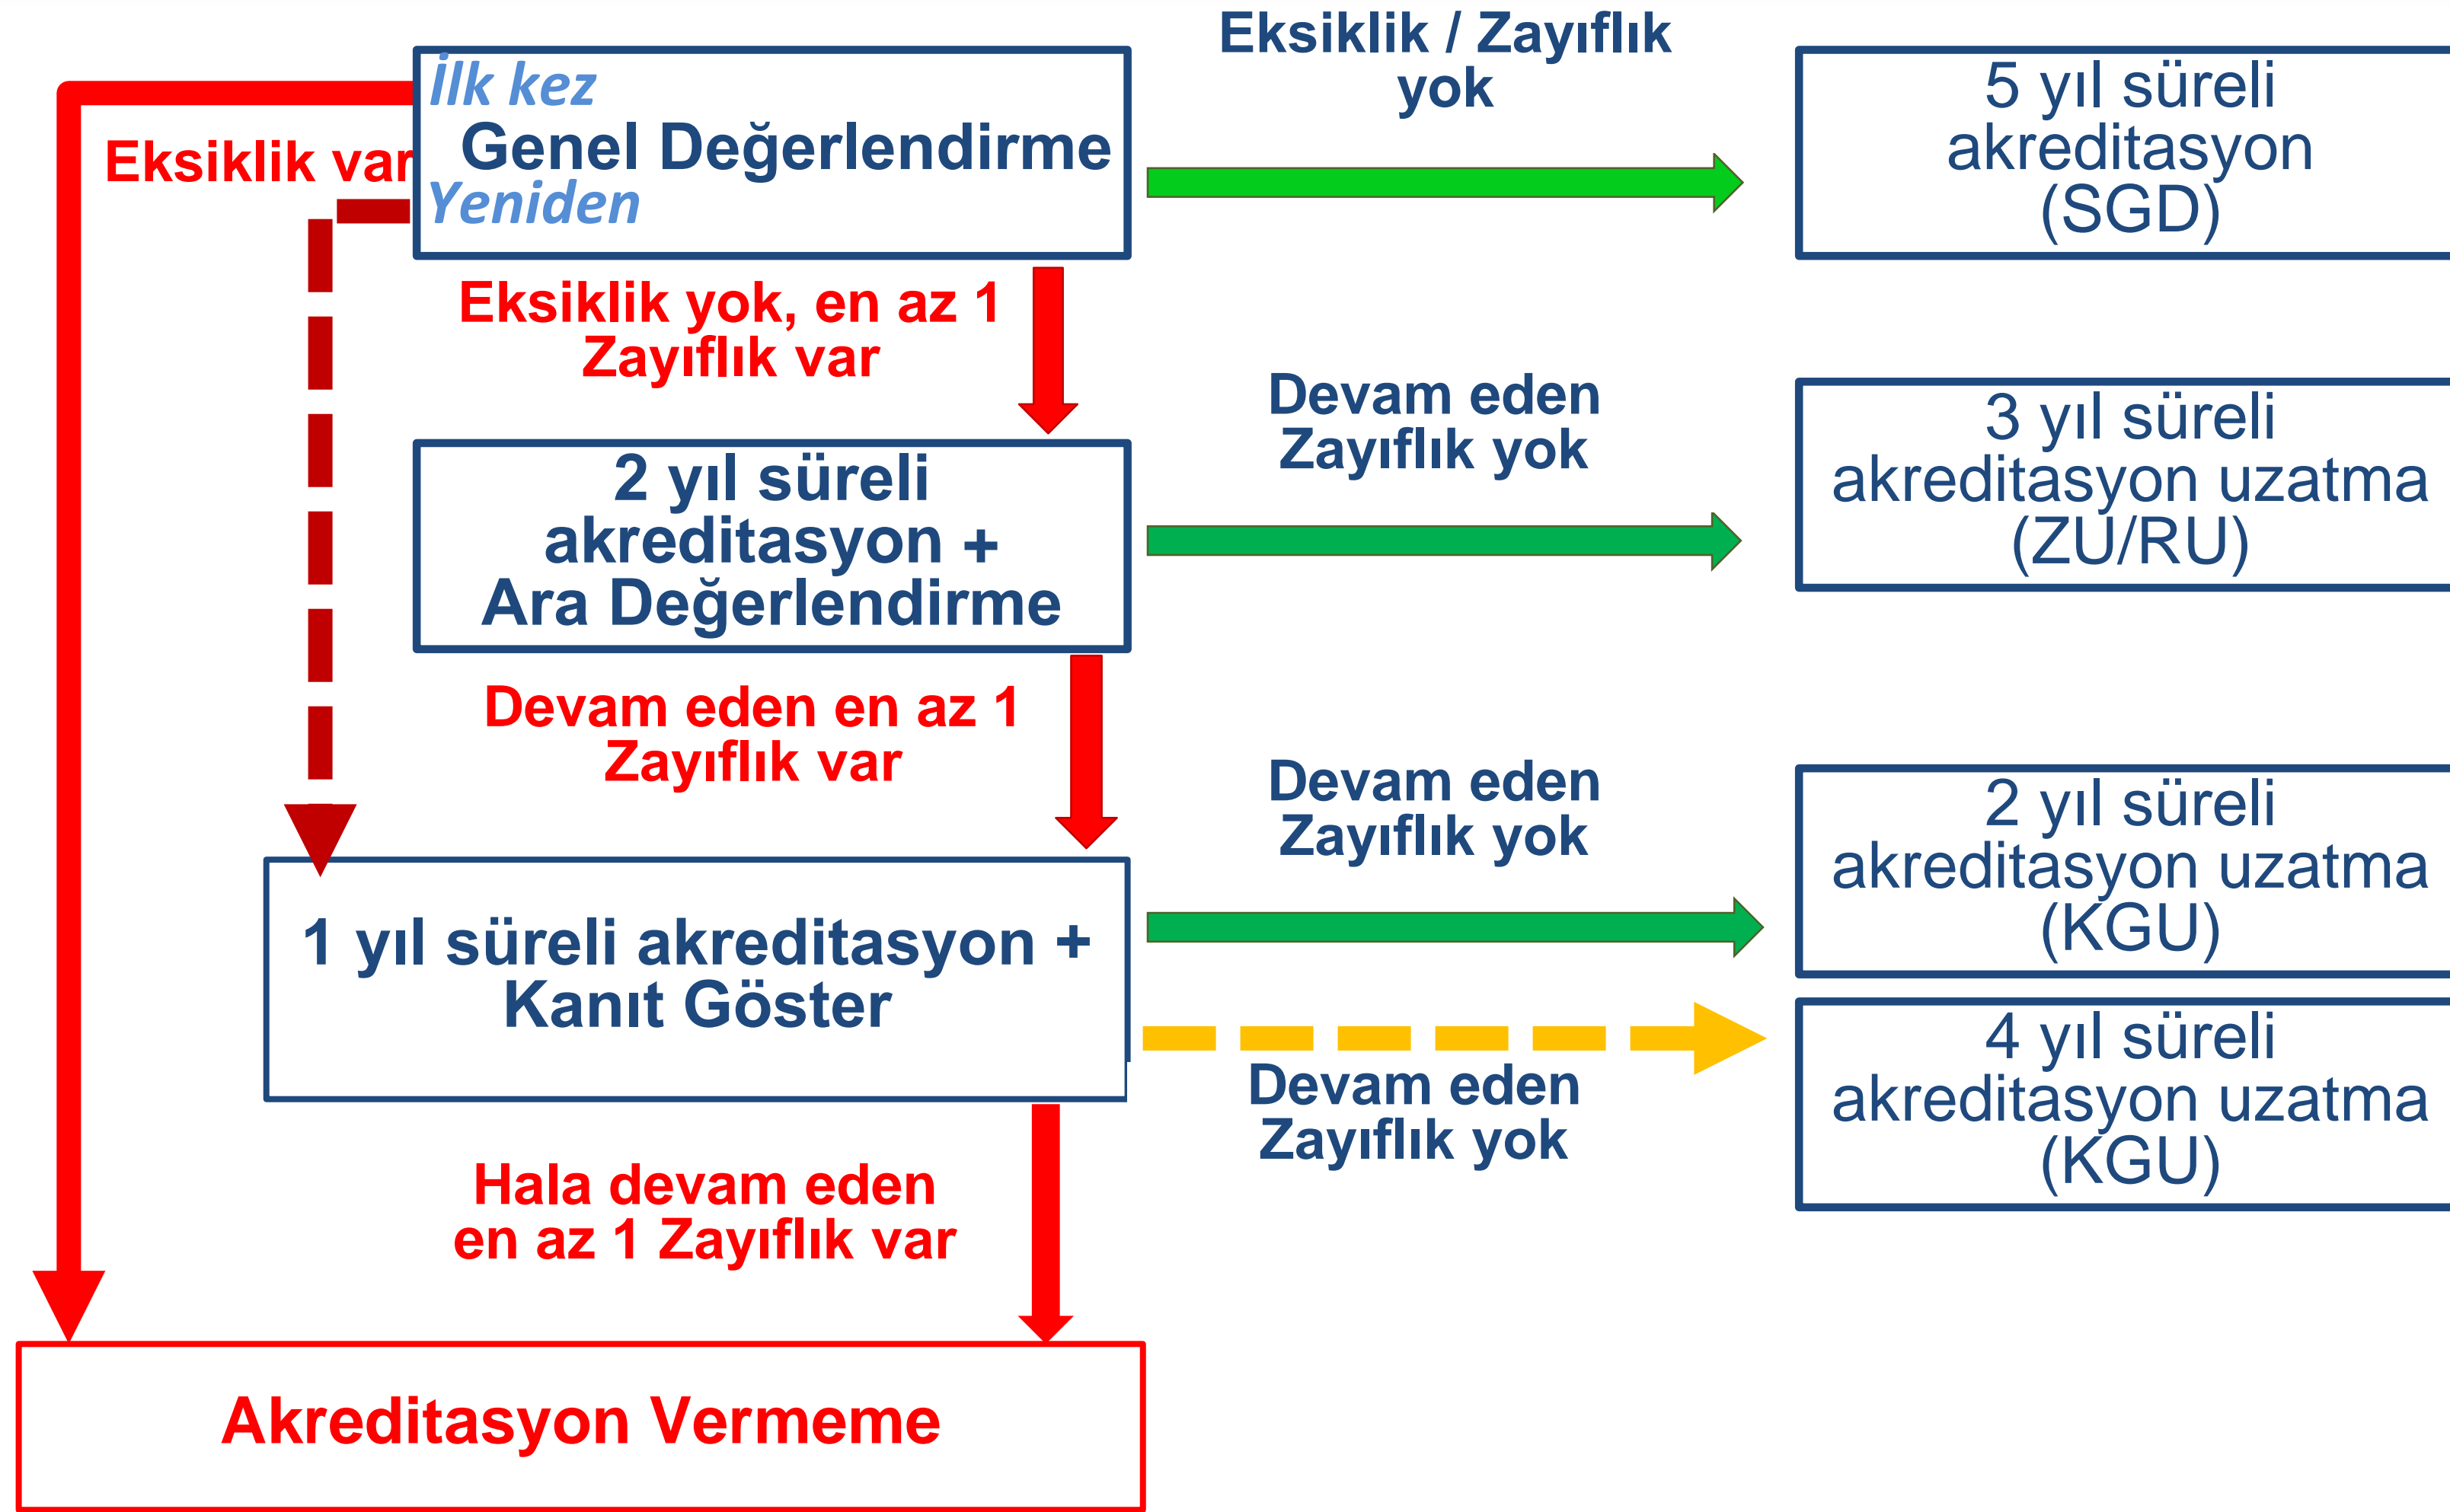 İlk kez
Genel Değerlendirme
Yeniden
Eksiklik var
Eksiklik / Zayıflık
yok
5 yıl süreli
akreditasyon
(SGD)
Eksiklik yok, en az 1
Zayıflık var
2 yıl süreli
akreditasyon +
Ara Değerlendirme
Devam eden
Zayıflık yok
3 yıl süreli
akreditasyon uzatma
(ZU/RU)
Devam eden en az 1
Zayıflık var
1 yıl süreli akreditasyon +
Kanıt Göster
Devam eden
Zayıflık yok
2 yıl süreli
akreditasyon uzatma
(KGU)
Devam eden
Zayıflık yok
4 yıl süreli
akreditasyon uzatma
(KGU)
Hala devam eden
en az 1 Zayıflık var
Akreditasyon Vermeme